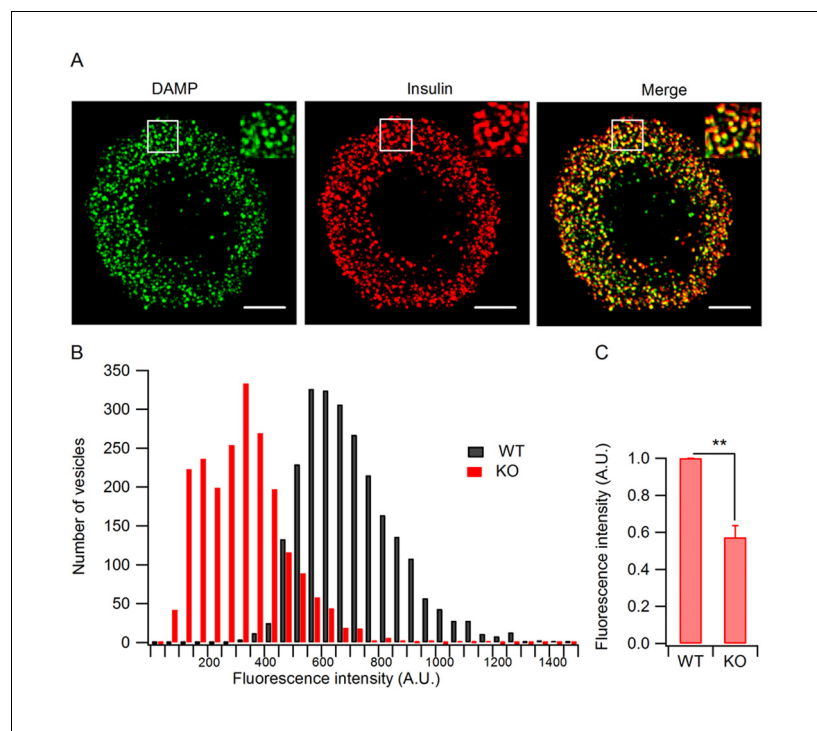 A
DAMP
Insulin
Merge
B
350
300
250
200
150
100
50
0
Number of vesicles
WT
KO
200
400
600
800
1000
1200
1400
Fluorescence intensity (A.U.)
C
**
1.0
0.8
0.6
0.4
0.2
0.0
Fluorescence intensity (A.U.)
WT
KO